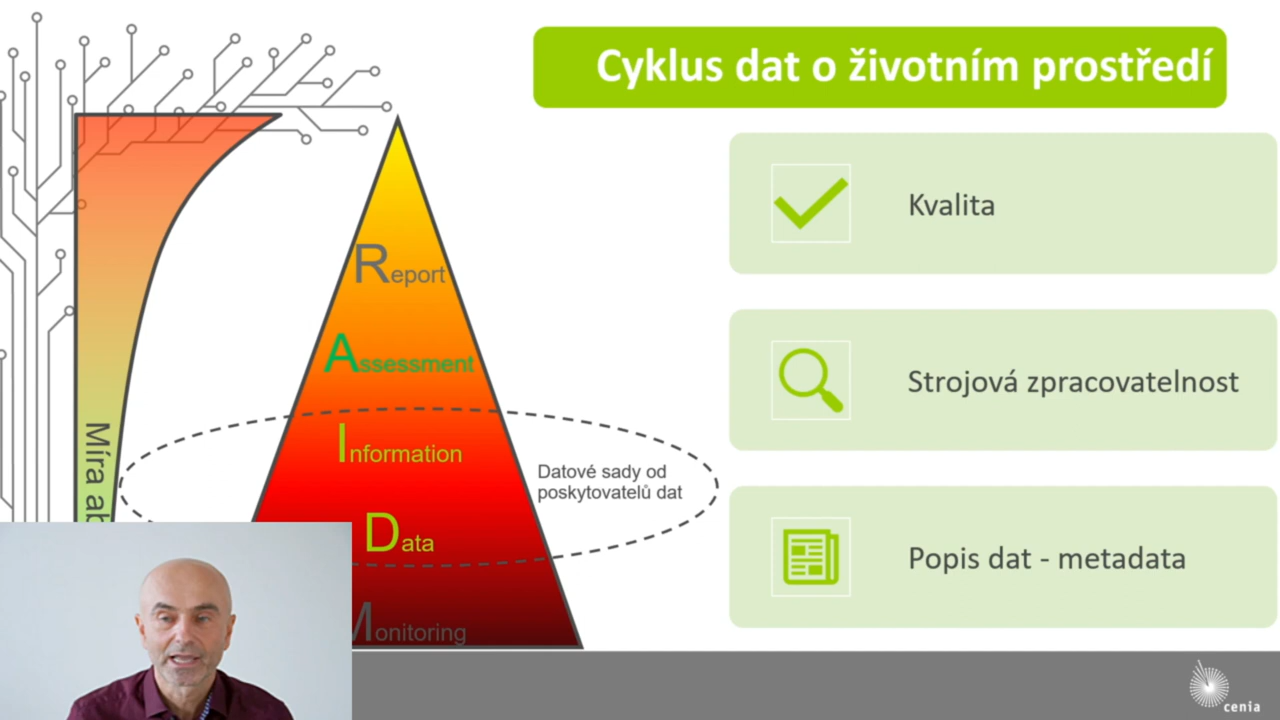 Cyklus dat o životním prostředí
Report
Assessment
Information
Data
Monitoring
Míra
Datové sady od
poskytovatelů dat
Kvalita
Strojová zpracovatelnost
Popis dat - metadata
cenia